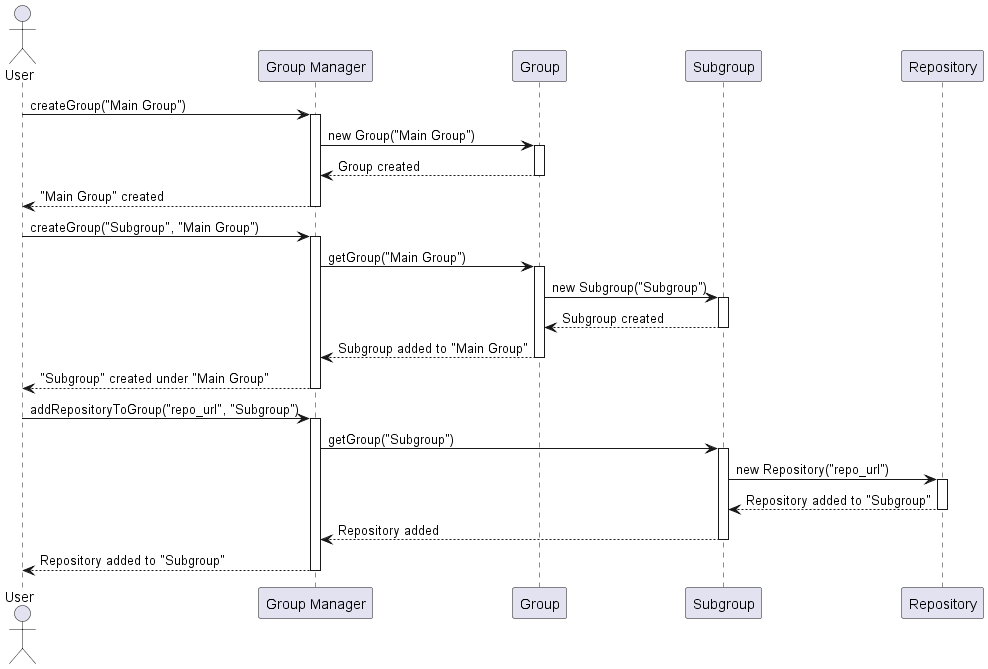 User
Group Manager
Group
Subgroup
Repository
createGroup("Main Group")
new Group("Main Group")
Group created
"Main Group" created
createGroup("Subgroup", "Main Group")
getGroup("Main Group")
new Subgroup("Subgroup")
Subgroup created
Subgroup added to "Main Group"
"Subgroup" created under "Main Group"
addRepositoryToGroup("repo_url", "Subgroup")
getGroup("Subgroup")
new Repository("repo_url")
Repository added to "Subgroup"
Repository added
Repository added to "Subgroup"
User
Group Manager
Group
Subgroup
Repository